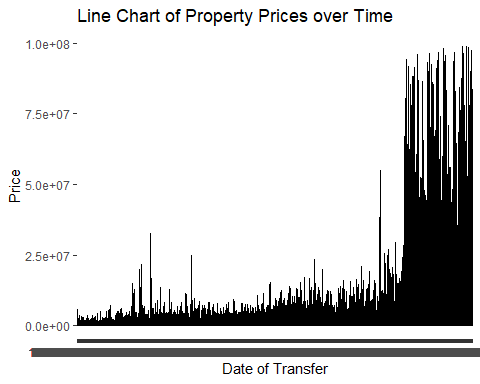 Line Chart of Property Prices over Time
1.0e+08
7.5e+07
5.0e+07
2.5e+07
0.0e+00
Price
Date of Transfer